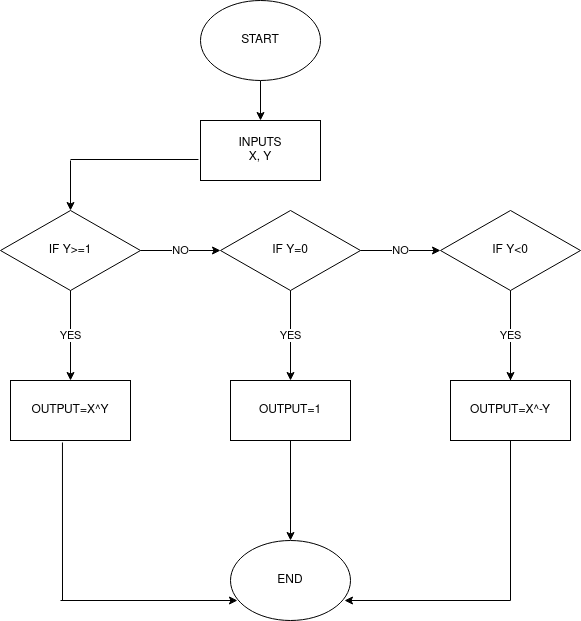 START
INPUTS
X, Y
IF Y>=1
NO
IF Y=0
NO
IF Y<0
YES
YES
YES
OUTPUT=X^Y
OUTPUT=1
OUTPUT=X^-Y
END